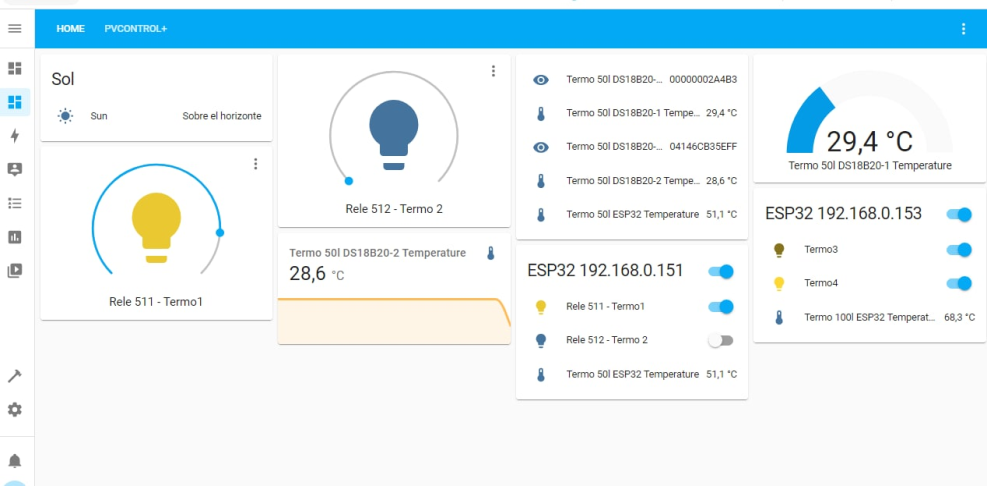 HOME PVCONTROL+
Sol
Sun Sobre el horizonte
Rele 511 - Termo1
Rele 512 - Termo 2
Termo 50l DS18B20-2 Temperature
28,6 °C
Termo 50l DS18B20-... 00000002A4B3
Termo 50l DS18B20-1 Tempe... 29,4 °C
Termo 50l DS18B20-... 04146CB35EFF
Termo 50l DS18B20-2 Tempe... 28,6 °C
Termo 50l ESP32 Temperature 51,1 °C
ESP32 192.168.0.151
Rele 511 - Termo1
Rele 512 - Termo 2
Termo 50l ESP32 Temperature 51,1 °C
29,4 °C
Termo 50l DS18B20-1 Temperature
ESP32 192.168.0.153
Termo3
Termo4
Termo 100l ESP32 Temperat... 68,3 °C